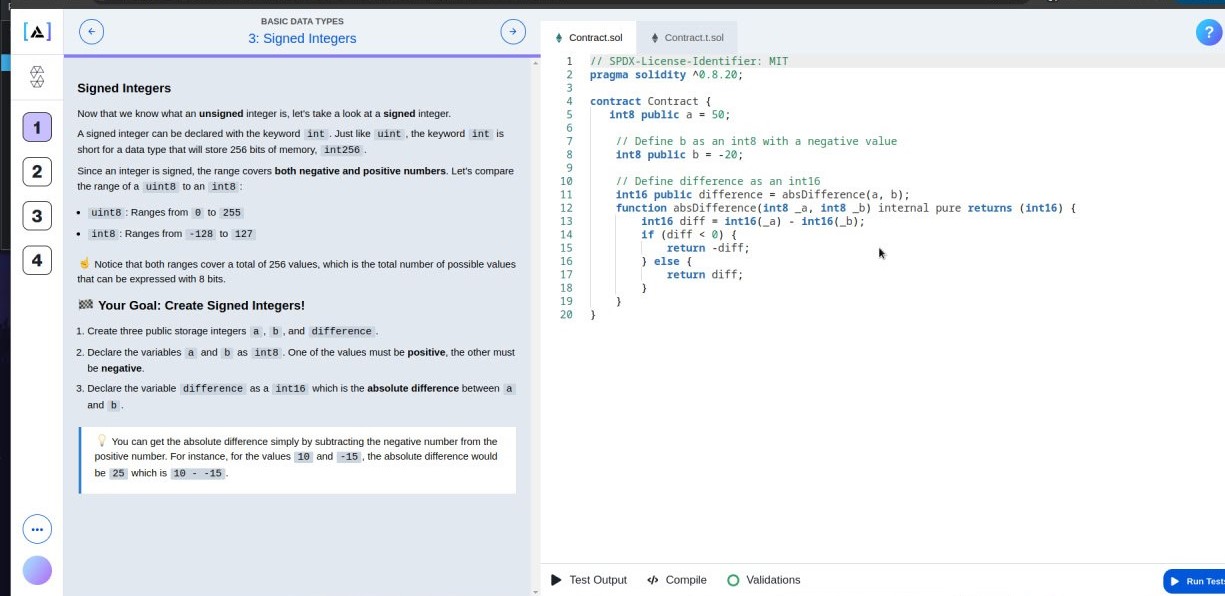 BASIC DATA TYPES
3: Signed Integers
1
2
3
4
Signed Integers
Now that we know what an unsigned integer is, let's take a look at a signed integer.
A signed integer can be declared with the keyword int. Just like uint, the keyword int is
short for a data type that will store 256 bits of memory, int256.
Since an integer is signed, the range covers both negative and positive numbers. Let's compare
the range of a uint8 to an int8:
• uint8: Ranges from 0 to 255
• int8: Ranges from -128 to 127
☝ Notice that both ranges cover a total of 256 values, which is the total number of possible values
that can be expressed with 8 bits.
🏁 Your Goal: Create Signed Integers!
1. Create three public storage integers a, b, and difference.
2. Declare the variables a and b as int8. One of the values must be positive, the other must
be negative.
3. Declare the variable difference as a int16 which is the absolute difference between a
and b.
💡 You can get the absolute difference simply by subtracting the negative number from the
positive number. For instance, for the values 10 and -15, the absolute difference would
be 25 which is 10 - -15.
Contract.sol
Contract.t.sol
?
1 // SPDX-License-Identifier: MIT
2 pragma solidity ^0.8.20;
3
4 contract Contract {
5 int8 public a = 50;
6
7 // Define b as an int8 with a negative value
8 int8 public b = -20;
9
10 // Define difference as an int16
11 int16 public difference = absDifference(a, b);
12 function absDifference(int8 _a, int8 _b) internal pure returns (int16) {
13 int16 diff = int16(_a) - int16(_b);
14 if (diff < 0) {
15 return -diff;
16 } else {
17 return diff;
18 }
19 }
20 }
Test Output
Compile
Validations
Run Tests